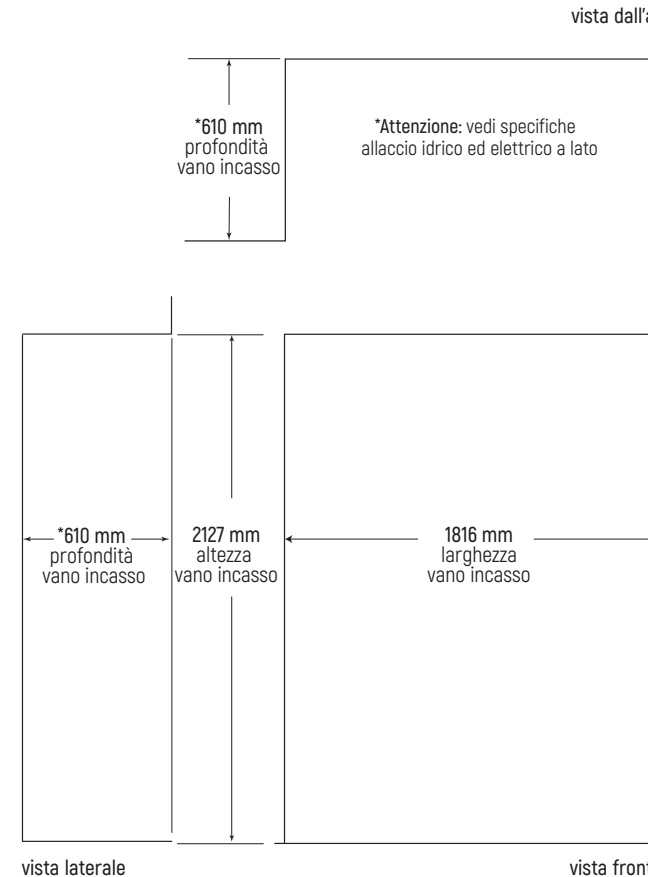 vista dall'a
*610 mm
profondità
vano incasso
*Attenzione: vedi specifiche
allaccio idrico ed elettrico a lato
*610 mm
profondità
vano incasso
2127 mm
altezza
vano incasso
1816 mm
larghezza
vano incasso
vista laterale
vista front